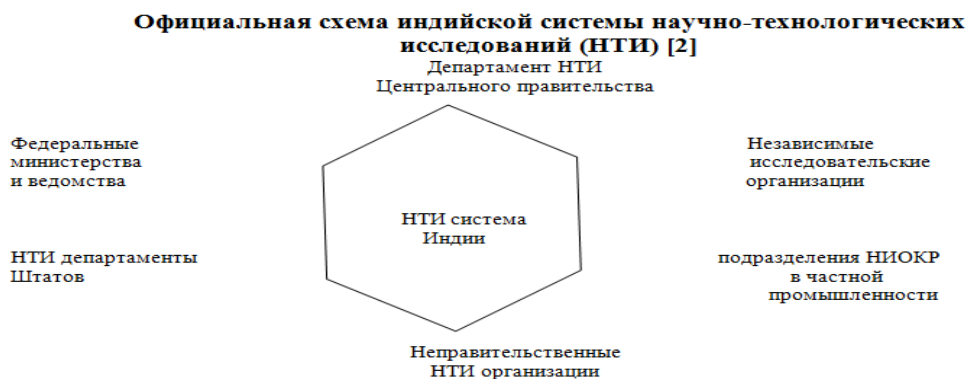 Официальная схема индийской системы научно-технологических
исследований (НТИ) [2]
Департамент НТИ
Центрального правительства
Федеральные
министерства
и ведомства
Независимые
исследовательские
организации
НТИ система
Индии
НТИ департаменты
Штатов
подразделения НИОКР
в частной
промышленности
Неправительственные
НТИ организации